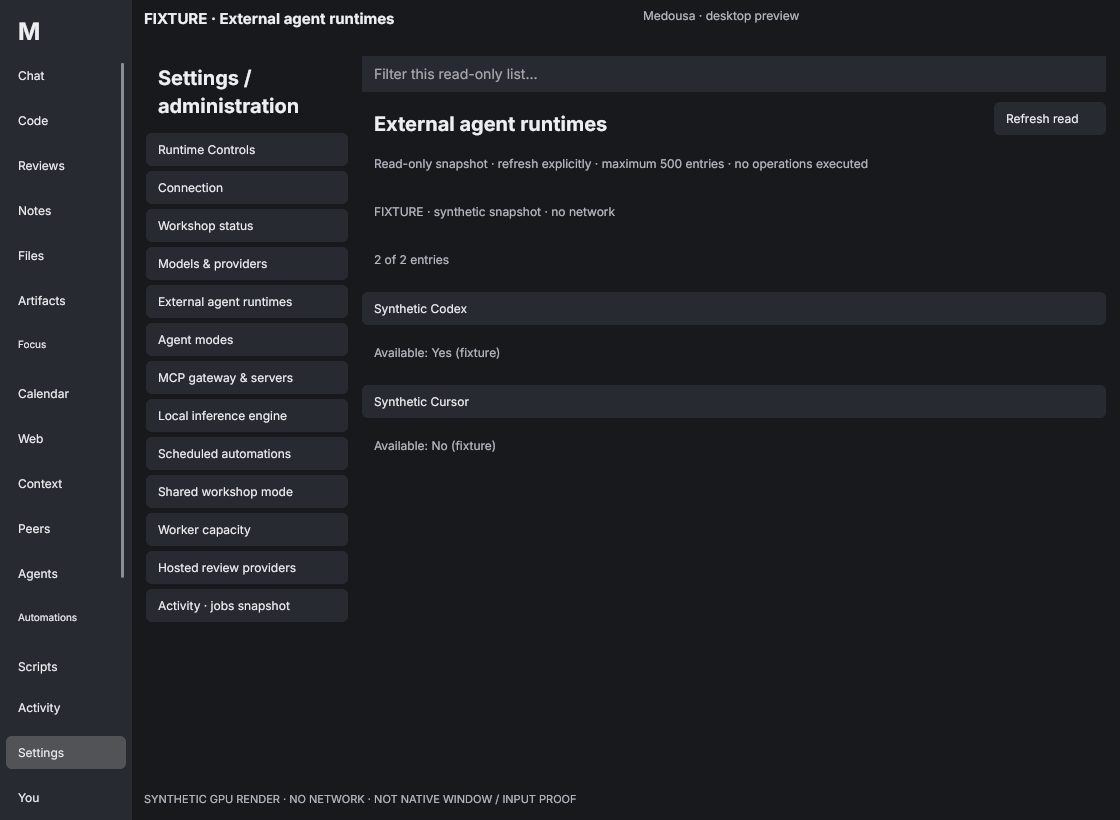 M
Chat
Code
Reviews
Notes
Files
Artifacts
Focus
Calendar
Web
Context
Peers
Agents
Automations
Scripts
Activity
Settings
You
FIXTURE · External agent runtimes
Medousa · desktop preview
Settings /
administration
Runtime Controls
Connection
Workshop status
Models & providers
External agent runtimes
Agent modes
MCP gateway & servers
Local inference engine
Scheduled automations
Shared workshop mode
Worker capacity
Hosted review providers
Activity · jobs snapshot
Filter this read-only list...
External agent runtimes
Refresh read
Read-only snapshot · refresh explicitly · maximum 500 entries · no operations executed
FIXTURE · synthetic snapshot · no network
2 of 2 entries
Synthetic Codex
Available: Yes (fixture)
Synthetic Cursor
Available: No (fixture)
SYNTHETIC GPU RENDER · NO NETWORK · NOT NATIVE WINDOW / INPUT PROOF